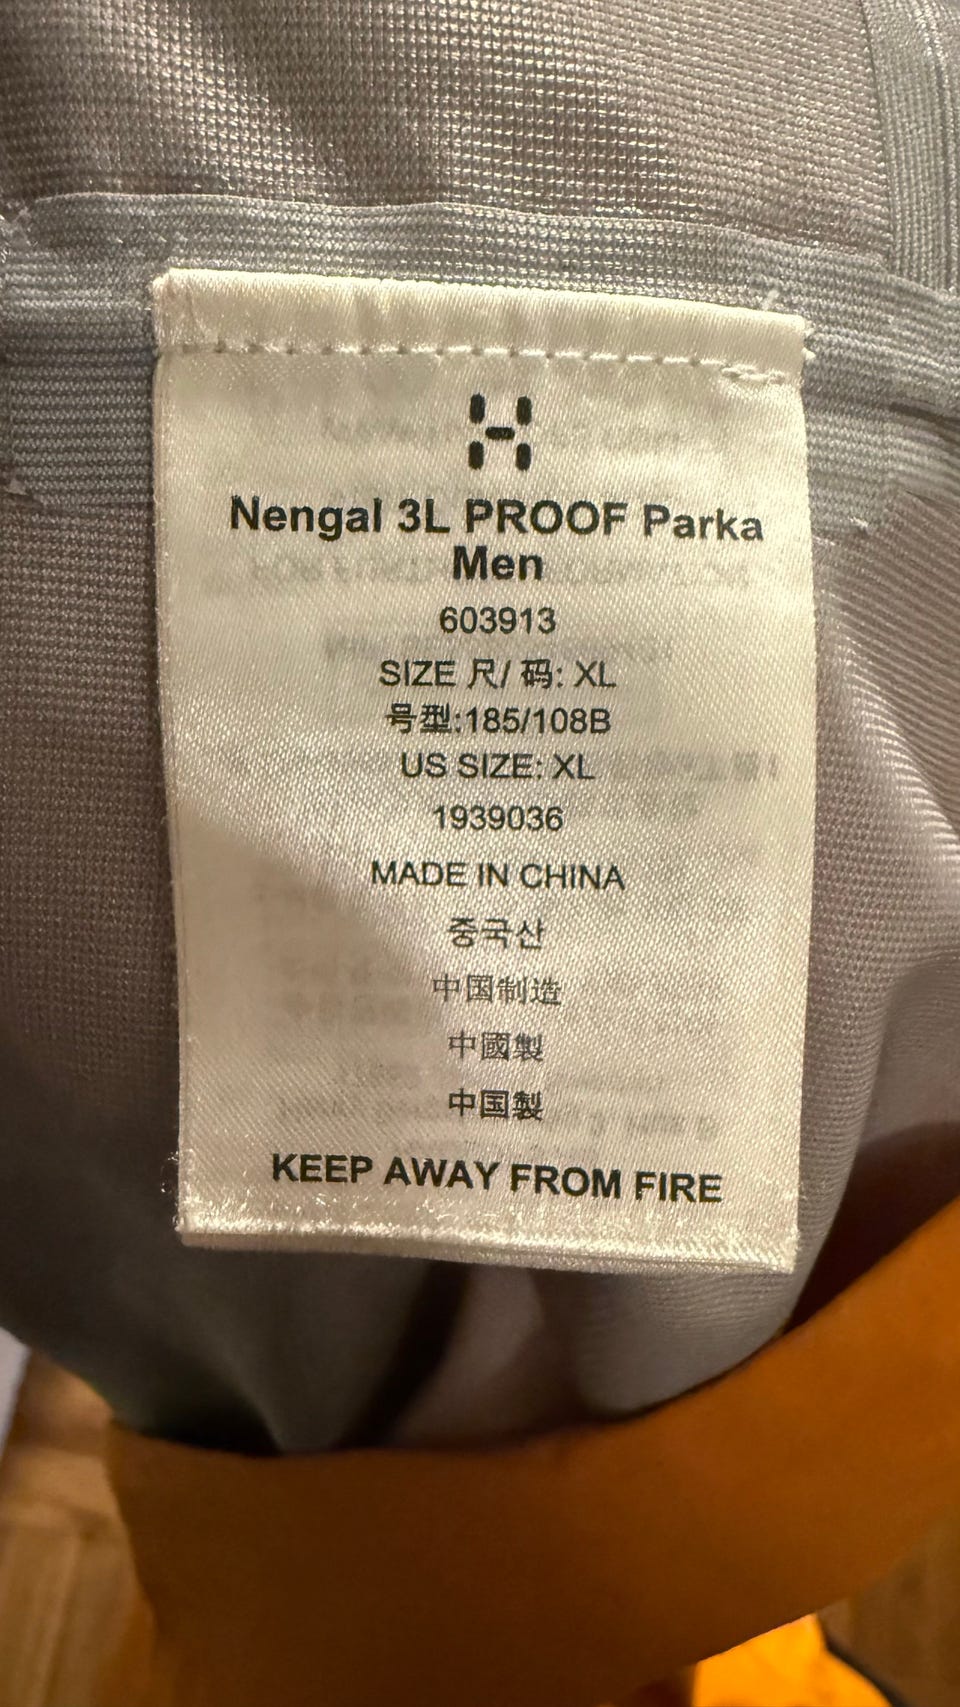 Nengal 3L PROOF Parka
Men
603913
SIZE 尺/ 码: XL
号型:185/108B
US SIZE: XL
1939036
MADE IN CHINA
중국산
中国制造
中國製
中国製
KEEP AWAY FROM FIRE